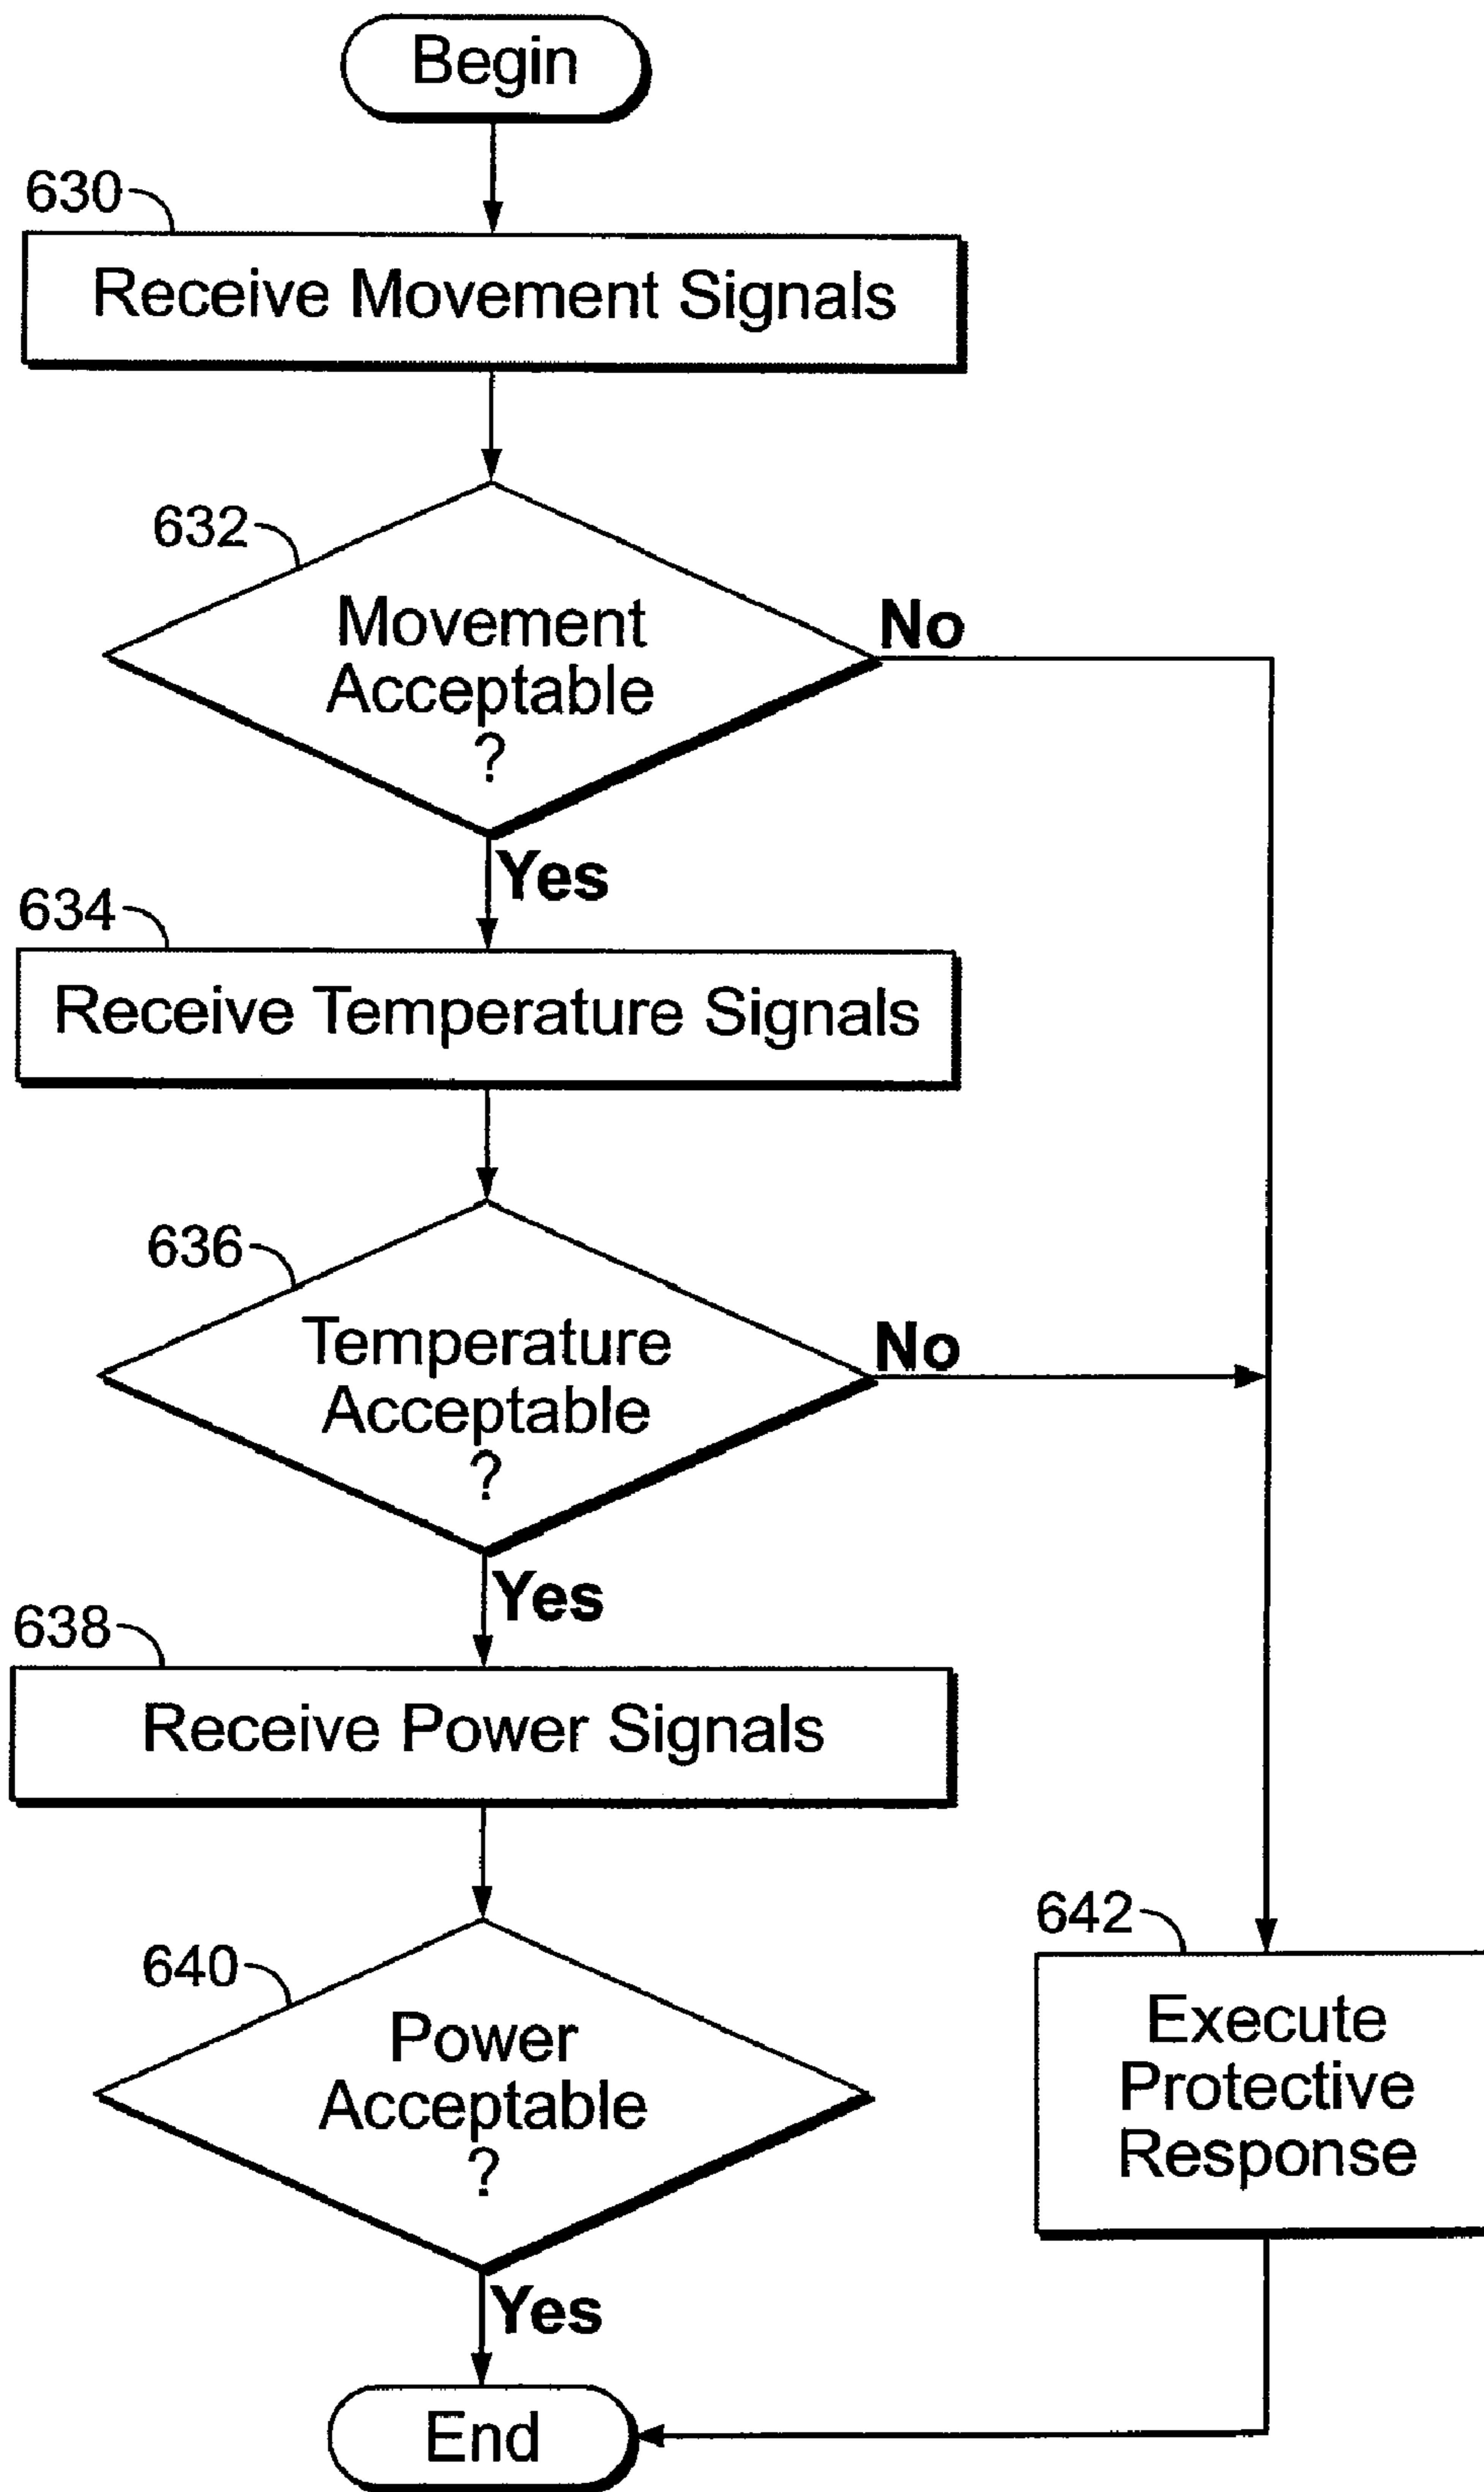 Begin
630
Receive Movement Signals
632
Movement
Acceptable
?
No
Yes
634
Receive Temperature Signals
636
Temperature
Acceptable
?
No
Yes
638
Receive Power Signals
640
Power
Acceptable
?
Yes
642
Execute
Protective
Response
End